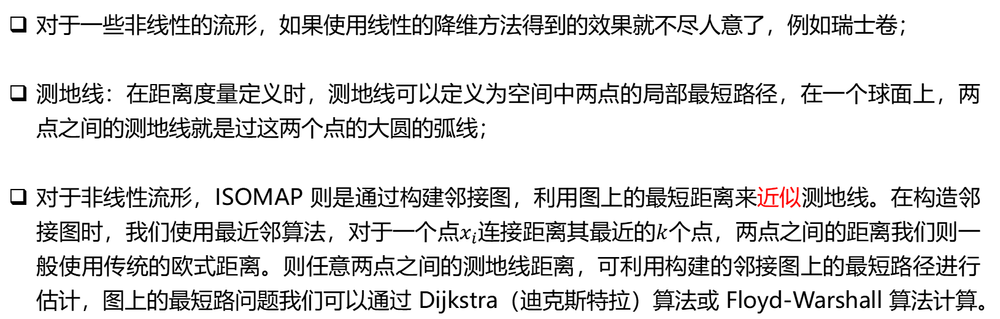 ❑ 对于一些非线性的流形，如果使用线性的降维方法得到的效果就不尽人意了，例如瑞士卷；
❑ 测地线：在距离度量定义时，测地线可以定义为空间中两点的局部最短路径，在一个球面上，两
点之间的测地线就是过这两个点的大圆的弧线；
❑ 对于非线性流形，ISOMAP 则是通过构建邻接图，利用图上的最短距离来近似测地线。在构造邻
接图时，我们使用最近邻算法，对于一个点$x_i$连接距离其最近的$k$个点，两点之间的距离我们则一
般使用传统的欧式距离。则任意两点之间的测地线距离，可利用构建的邻接图上的最短路径进行
估计，图上的最短路问题我们可以通过 Dijkstra（迪克斯特拉）算法或 Floyd-Warshall 算法计算。